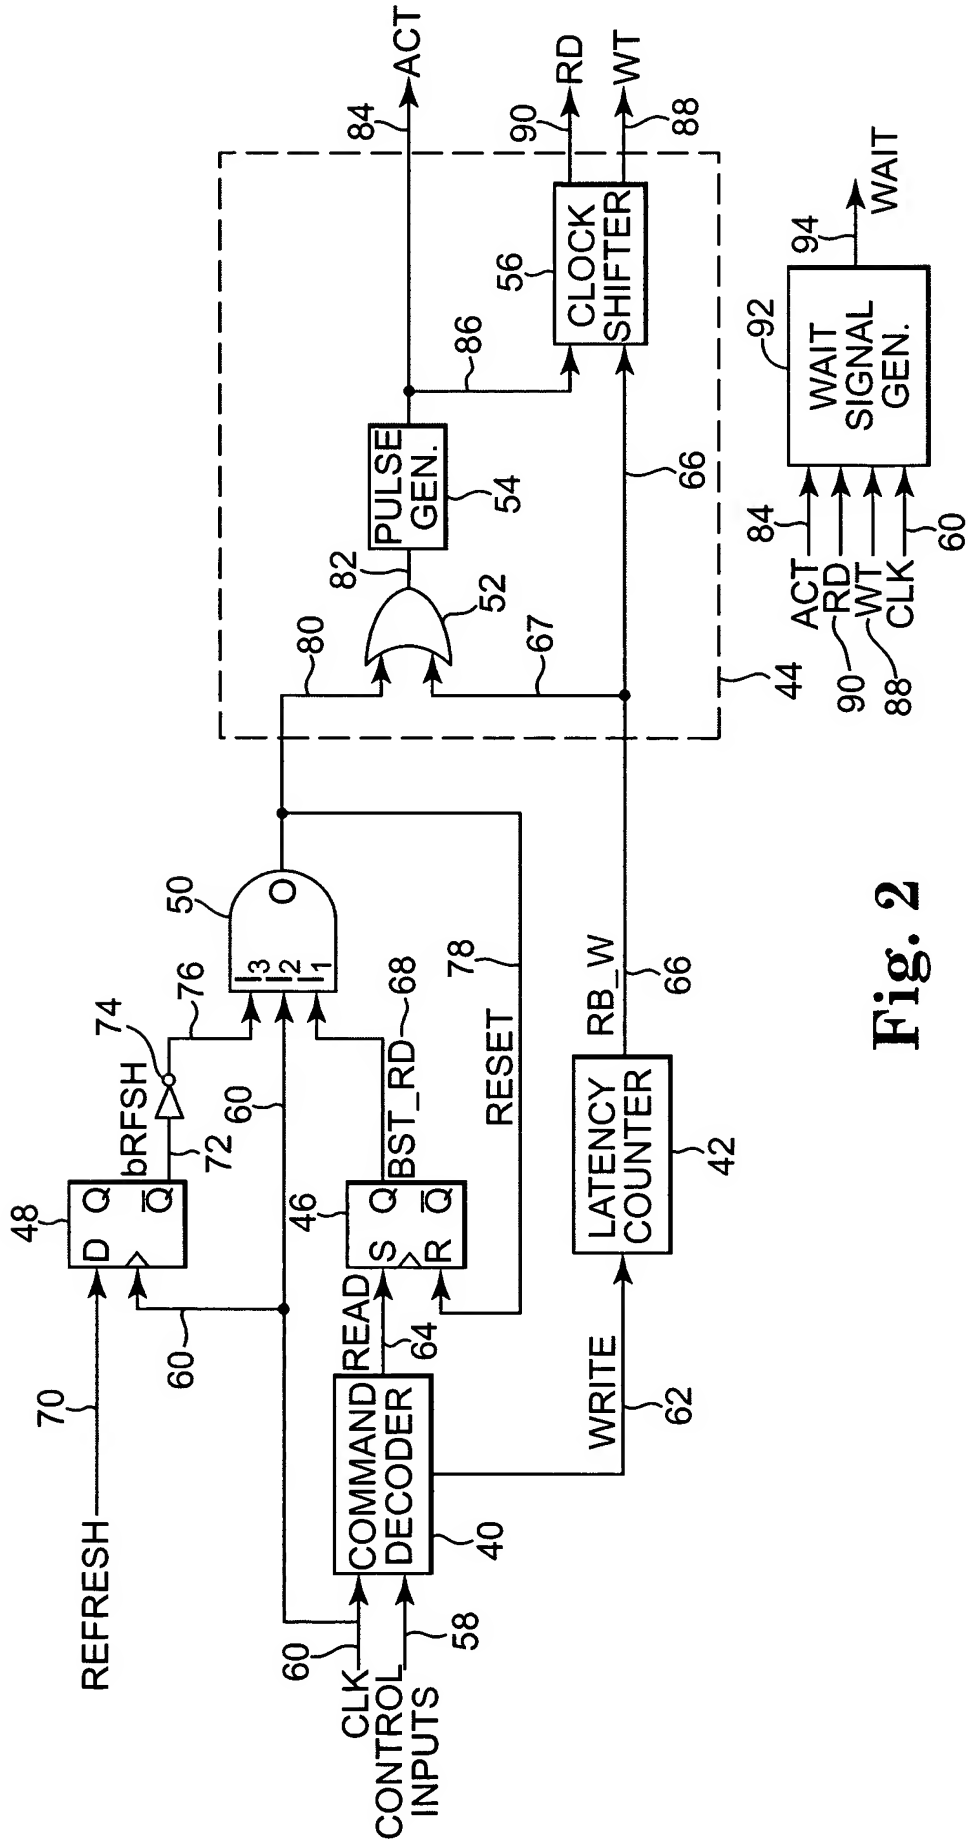 REFRESH
70
60
48
D Q
Q
bRFSH
72
74
76
60
50
I3
I2
I1
O
CLK
60
CONTROL
INPUTS
58
COMMAND
DECODER
40
READ
64
46
S Q
R Q
BST_RD
68
RESET
78
WRITE
62
LATENCY
COUNTER
42
RB_W
66
80
67
52
82
PULSE
GEN.
54
86
66
44
CLOCK
SHIFTER
56
84
ACT
90
RD
WT
88
ACT
84
RD
90
WT
88
CLK
60
WAIT
SIGNAL
GEN.
92
94
WAIT
Fig. 2